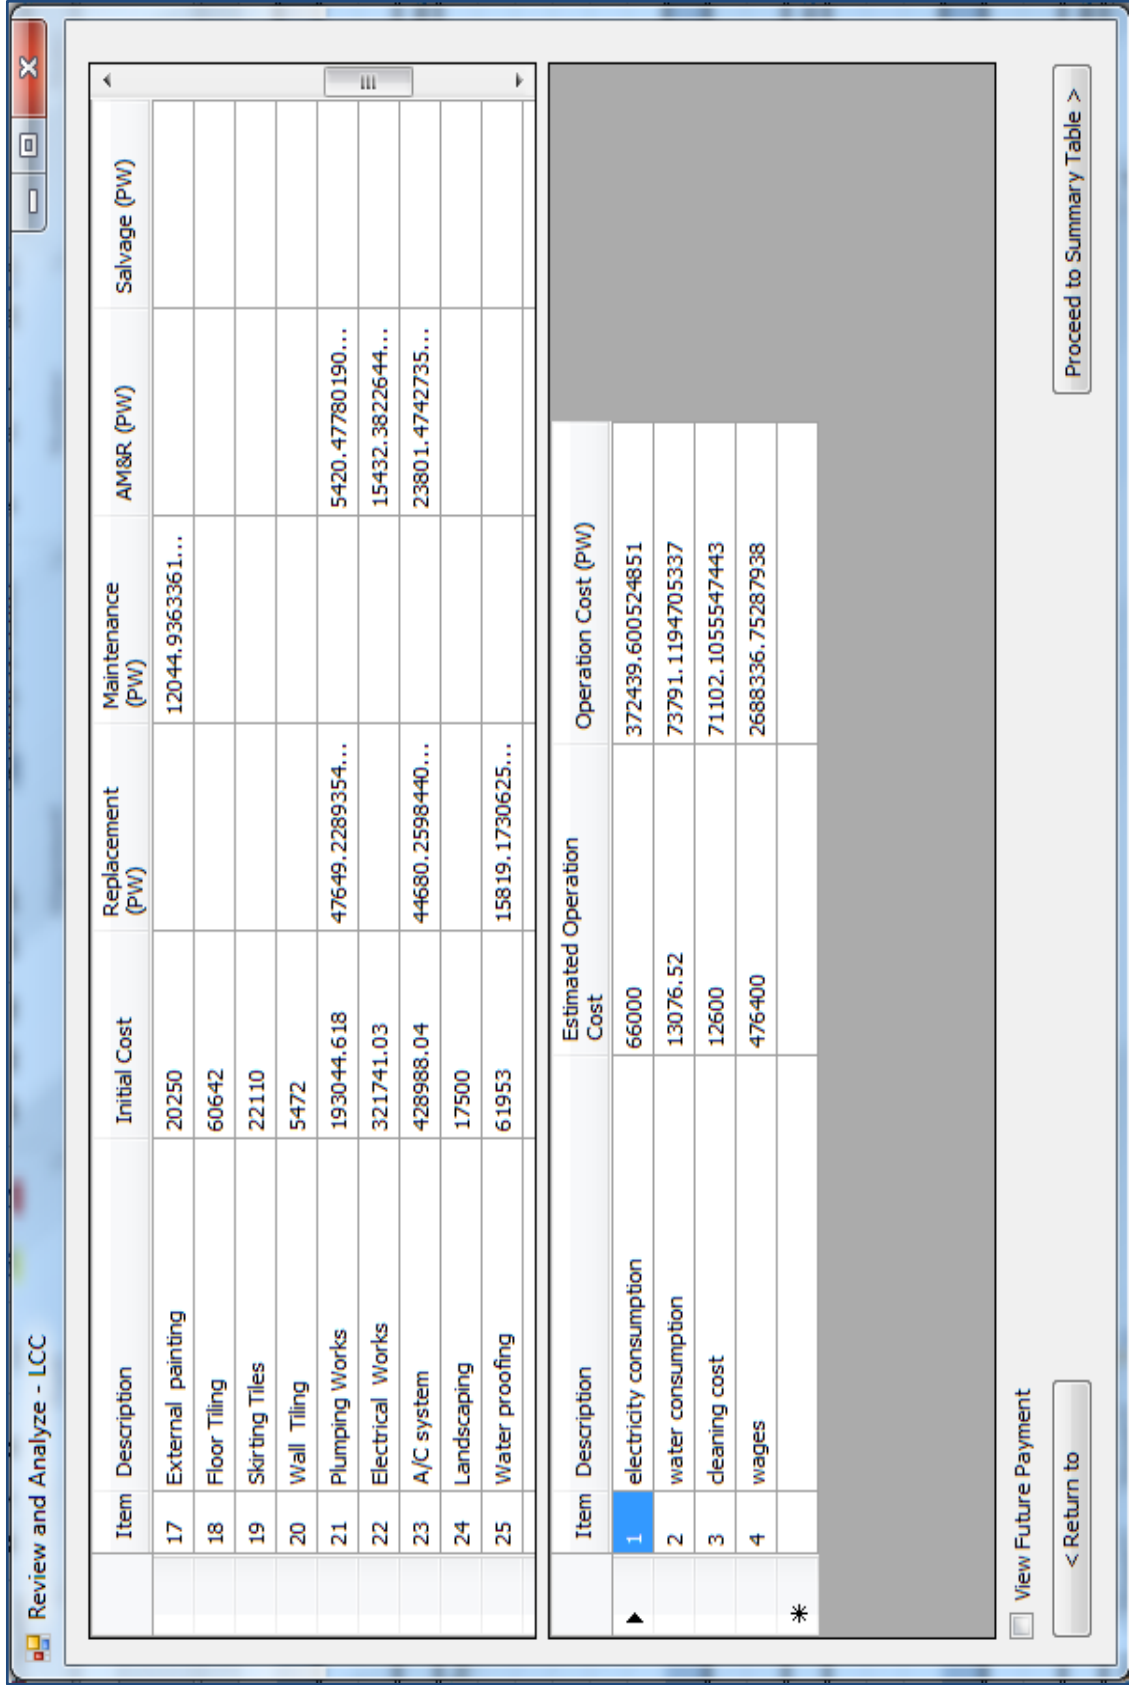 Review and Analyze - LCC
Item Description Initial Cost Replacement (PW) Maintenance (PW) AM&R (PW) Salvage (PW)
17 External painting 20250 12044.9363361...
18 Floor Tiling 60642
19 Skirting Tiles 22110
20 Wall Tiling 5472
21 Plumping Works 193044.618 47649.2289354... 5420.47780190...
22 Electrical Works 321741.03 15432.3822644...
23 A/C system 428988.04 44680.2598440... 23801.4742735...
24 Landscaping 17500
25 Water proofing 61953 15819.1730625...
Item Description Estimated Operation Cost Operation Cost (PW)
1 electricity consumption 66000 372439.600524851
2 water consumption 13076.52 73791.1194705337
3 cleaning cost 12600 71102.1055547443
4 wages 476400 2688336.75287938
View Future Payment
< Return to Proceed to Summary Table >